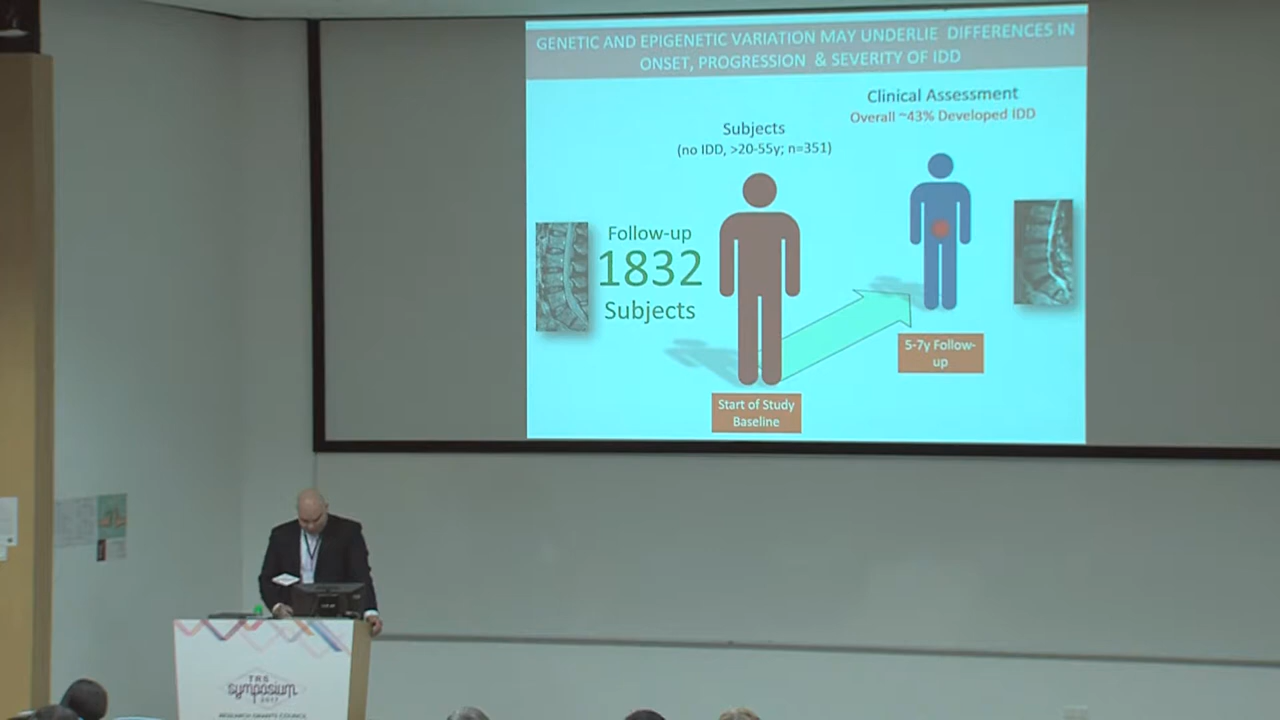 GENETIC AND EPIGENETIC VARIATION MAY UNDERLIE DIFFERENCES IN
ONSET, PROGRESSION & SEVERITY OF IDD
Clinical Assessment
Overall ~43% Developed IDD
Subjects
(no IDD, >20-55y; n=351)
Follow-up
1832
Subjects
5-7y Follow-
up
Start of Study
Baseline
TRS
symposium
2017
RESEARCH GRANTS COUNCIL